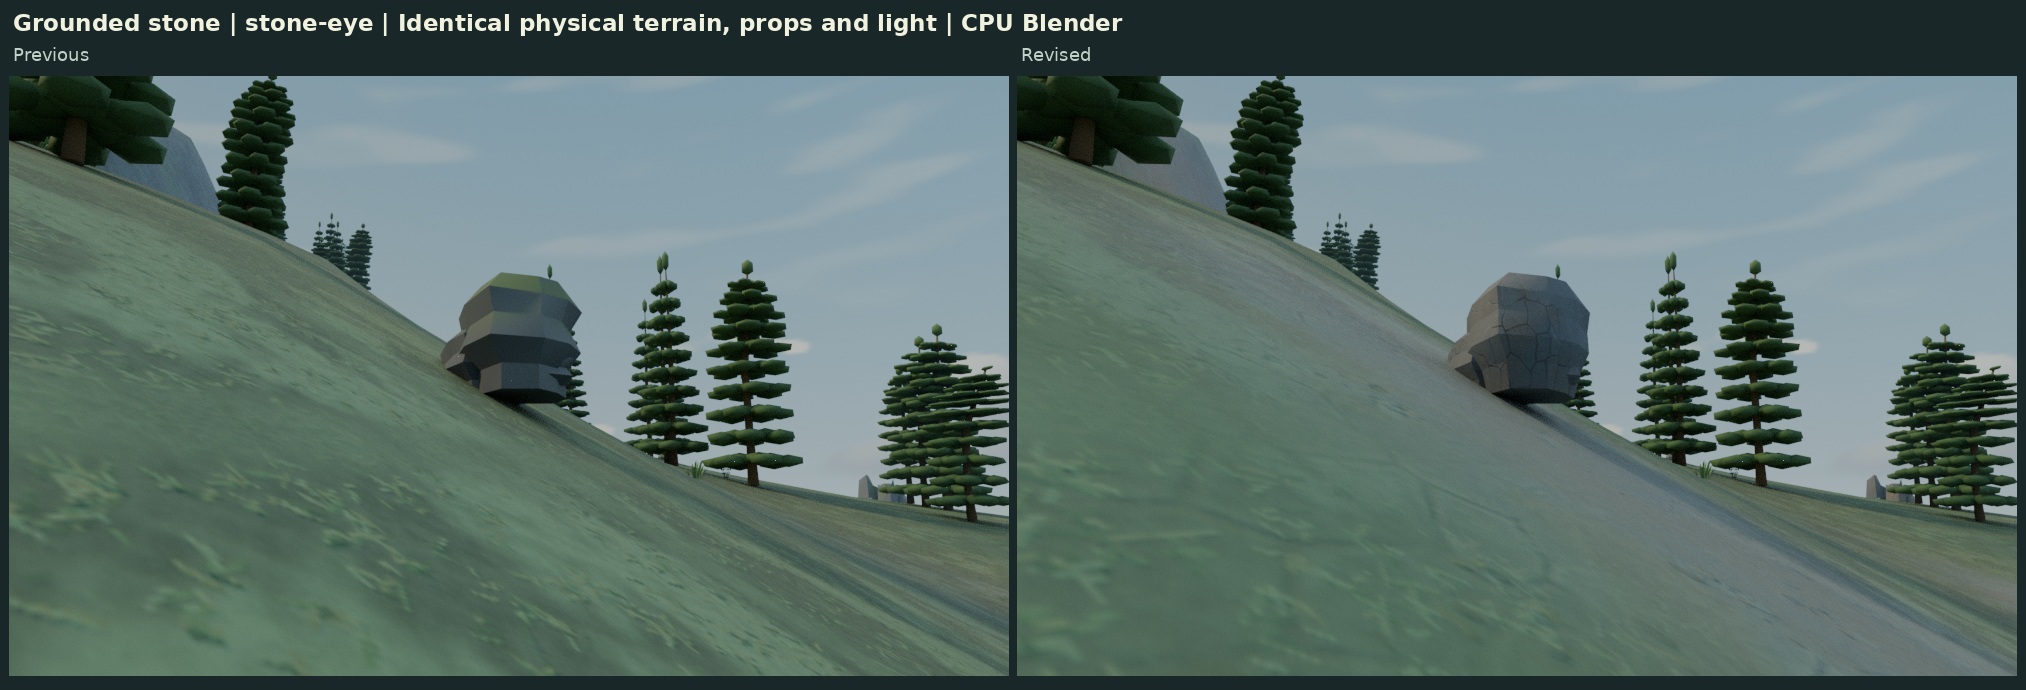 Grounded stone | stone-eye | Identical physical terrain, props and light | CPU Blender
Previous
Revised